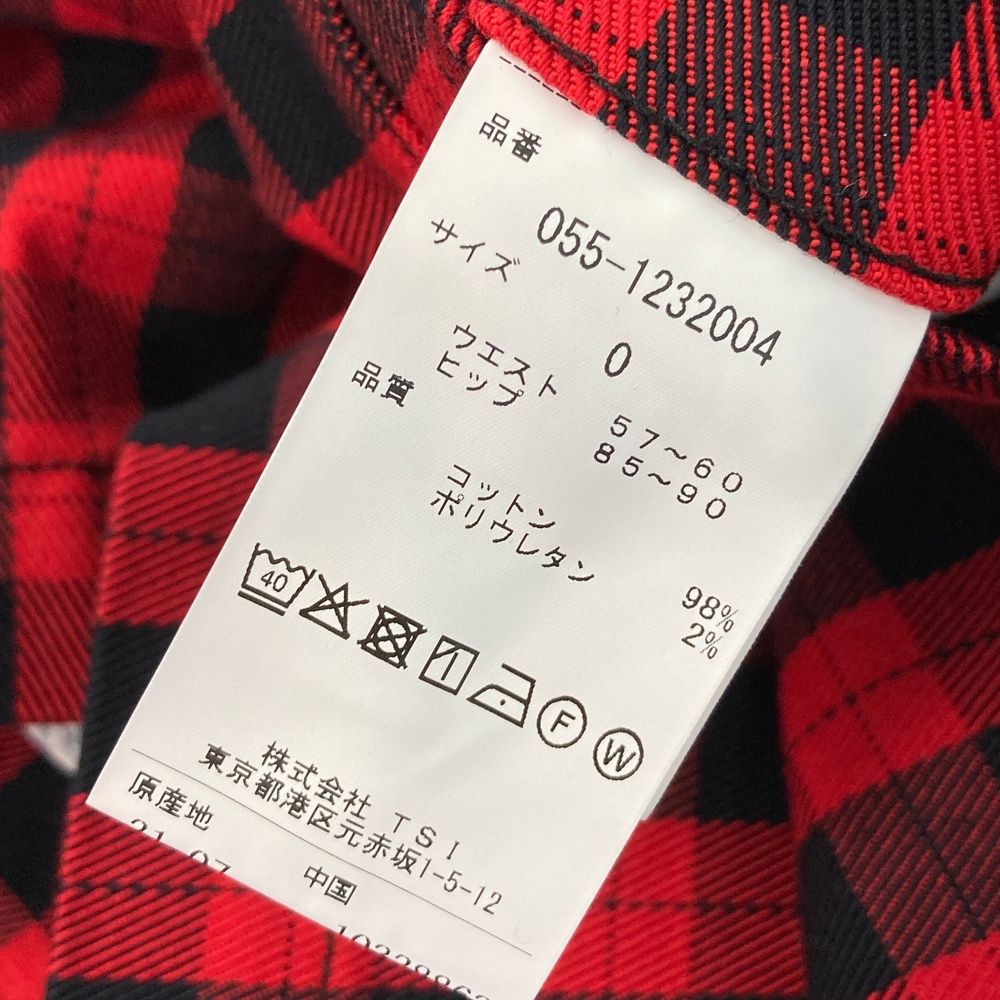 品番
055-1232004
サイズ
0
ウエスト 57～60
ヒップ 85～90
品質
コットン 98%
ポリウレタン 2%
40
F W
株式会社 TSI
東京都港区元赤坂1-5-12
原産地 中国